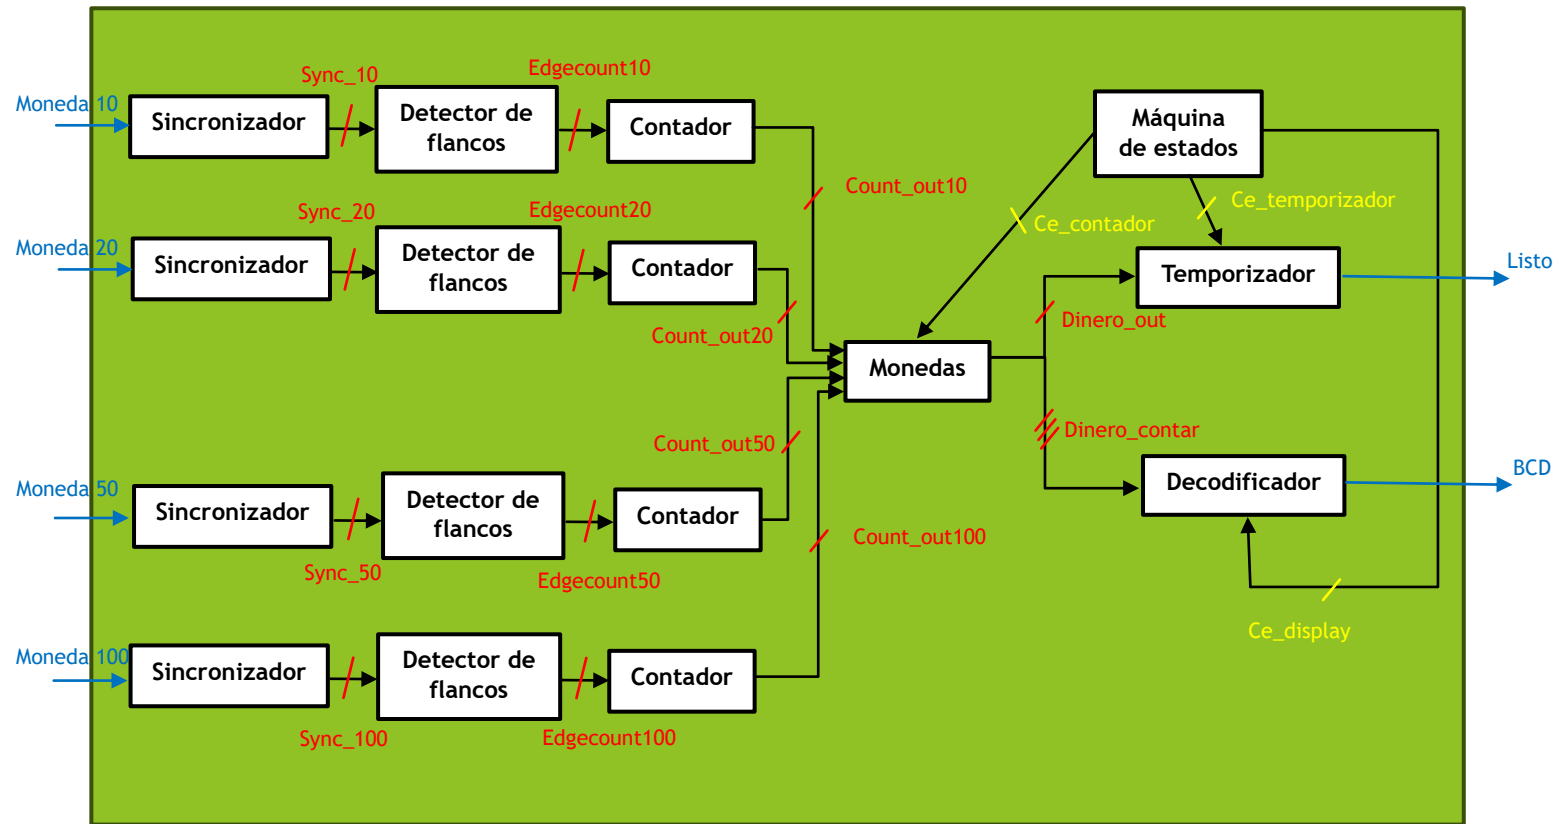 Moneda 10
Sincronizador
Sync_10
Detector de
flancos
Edgecount10
Contador
Count_out10
Moneda 20
Sincronizador
Sync_20
Detector de
flancos
Edgecount20
Contador
Count_out20
Moneda 50
Sincronizador
Sync_50
Detector de
flancos
Edgecount50
Contador
Count_out50
Moneda 100
Sincronizador
Sync_100
Detector de
flancos
Edgecount100
Contador
Count_out100
Monedas
Máquina
de estados
Ce_contador
Ce_temporizador
Temporizador
Dinero_out
Dinero_contar
Decodificador
Ce_display
Listo
BCD